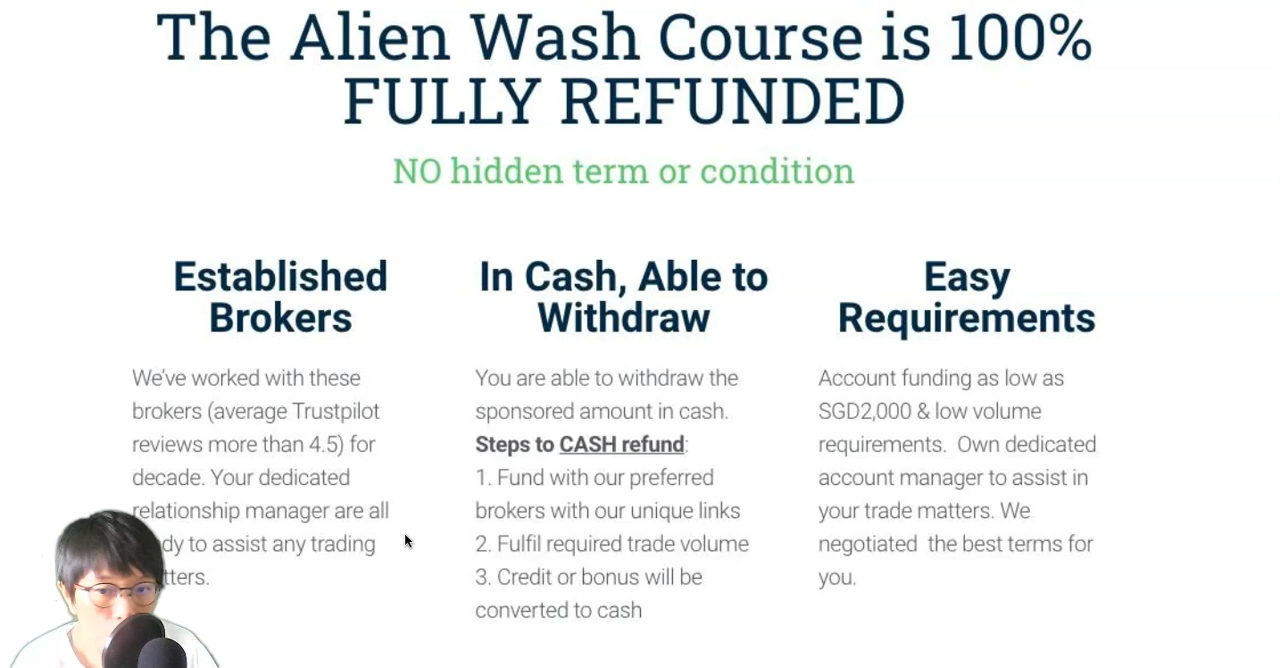 The Alien Wash Course is 100%
FULLY REFUNDED
NO hidden term or condition
Established
Brokers
We've worked with these
brokers (average Trustpilot
reviews more than 4.5) for
decade. Your dedicated
relationship manager are all
to assist any trading
In Cash, Able to
Withdraw
You are able to withdraw the
sponsored amount in cash.
Steps to CASH refund:
1. Fund with our preferred
brokers with our unique links
2. Fulfil required trade volume
3. Credit or bonus will be
converted to cash
Easy
Requirements
Account funding as low as
SGD2,000 & low volume
requirements.  Own dedicated
account manager to assist in
your trade matters. We
negotiated  the best terms for
you.